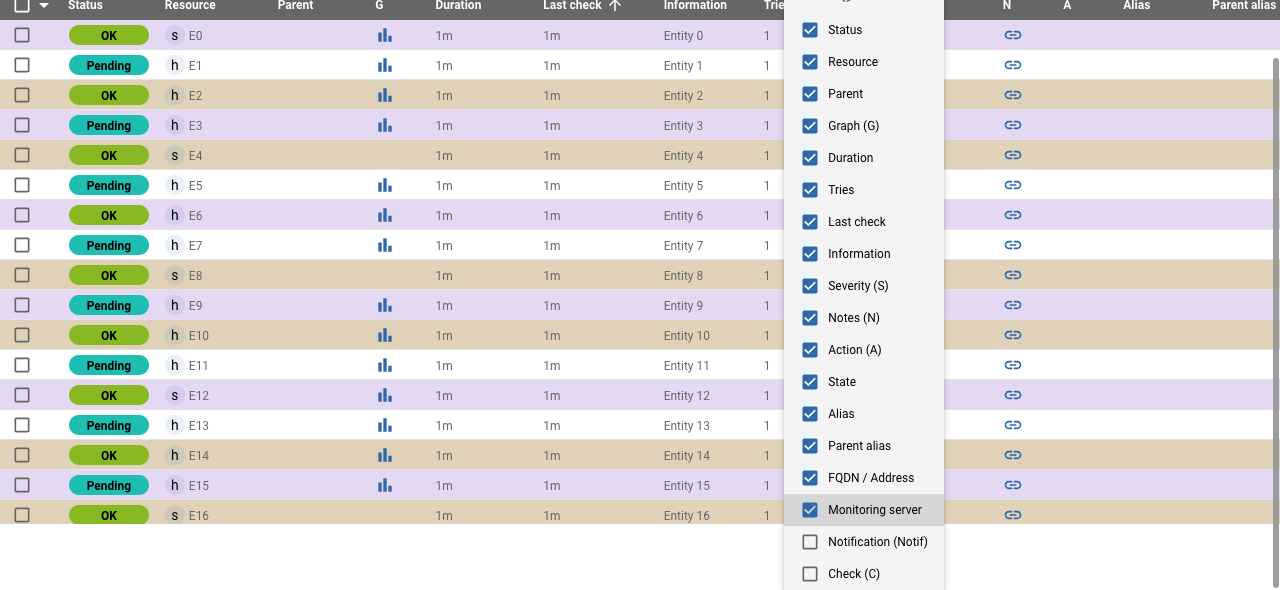 Status Resource Parent G Duration Last check Information Trie N A Alias Parent alias
OK s E0 1m 1m Entity 0 1
Pending h E1 1m 1m Entity 1 1
OK h E2 1m 1m Entity 2 1
Pending h E3 1m 1m Entity 3 1
OK s E4 1m 1m Entity 4 1
Pending h E5 1m 1m Entity 5 1
OK h E6 1m 1m Entity 6 1
Pending h E7 1m 1m Entity 7 1
OK s E8 1m 1m Entity 8 1
Pending h E9 1m 1m Entity 9 1
OK h E10 1m 1m Entity 10 1
Pending h E11 1m 1m Entity 11 1
OK s E12 1m 1m Entity 12 1
Pending h E13 1m 1m Entity 13 1
OK h E14 1m 1m Entity 14 1
Pending h E15 1m 1m Entity 15 1
OK s E16 1m 1m Entity 16 1
Status
Resource
Parent
Graph (G)
Duration
Tries
Last check
Information
Severity (S)
Notes (N)
Action (A)
State
Alias
Parent alias
FQDN / Address
Monitoring server
Notification (Notif)
Check (C)